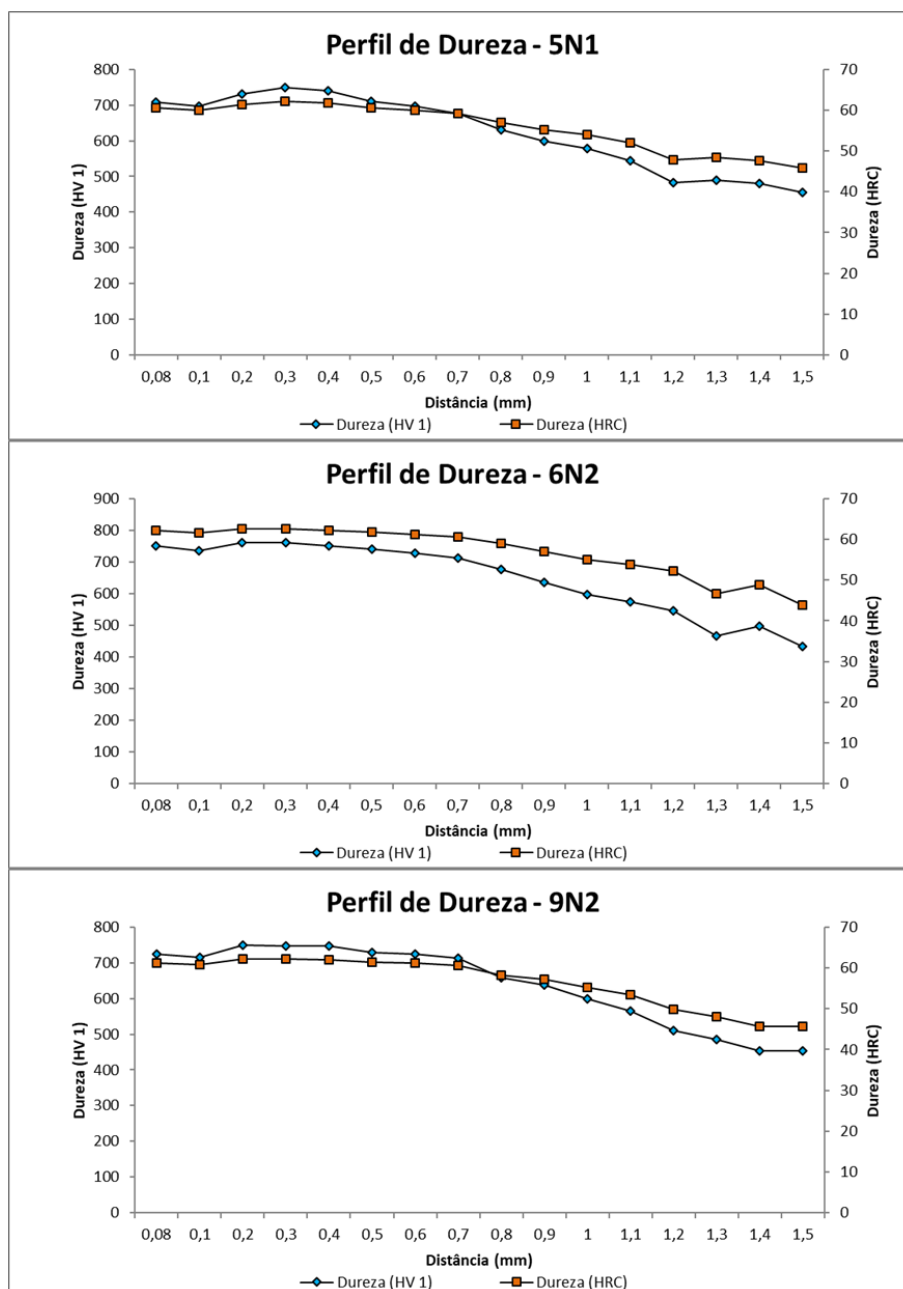 Perfil de Dureza - 5N1
800
700
600
500
400
300
200
100
0
Dureza (HV 1)
70
60
50
40
30
20
10
0
Dureza (HRC)
0,08 0,1 0,2 0,3 0,4 0,5 0,6 0,7 0,8 0,9 1 1,1 1,2 1,3 1,4 1,5
Distância (mm)
Dureza (HV 1) Dureza (HRC)
Perfil de Dureza - 6N2
900
800
700
600
500
400
300
200
100
0
Dureza (HV 1)
70
60
50
40
30
20
10
0
Dureza (HRC)
0,08 0,1 0,2 0,3 0,4 0,5 0,6 0,7 0,8 0,9 1 1,1 1,2 1,3 1,4 1,5
Distância (mm)
Dureza (HV 1) Dureza (HRC)
Perfil de Dureza - 9N2
800
700
600
500
400
300
200
100
0
Dureza (HV 1)
70
60
50
40
30
20
10
0
Dureza (HRC)
0,08 0,1 0,2 0,3 0,4 0,5 0,6 0,7 0,8 0,9 1 1,1 1,2 1,3 1,4 1,5
Distância (mm)
Dureza (HV 1) Dureza (HRC)